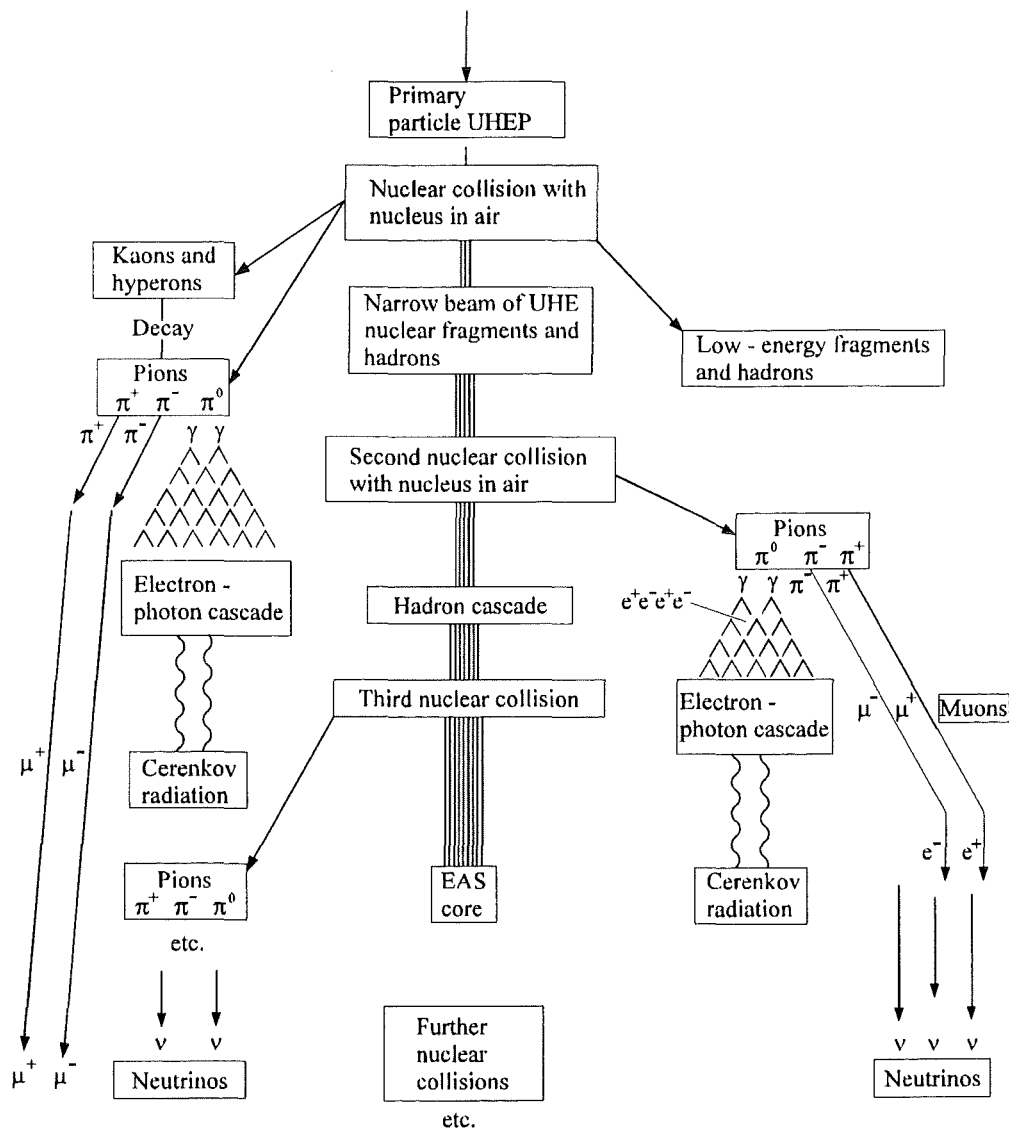 Primary
particle UHEP
Nuclear collision with
nucleus in air
Kaons and
hyperons
Narrow beam of UHE
nuclear fragments and
hadrons
Decay
Low - energy fragments
and hadrons
Pions
π⁺ π⁻ π⁰
π⁺ π⁻ γ γ
Second nuclear collision
with nucleus in air
Pions
π⁰ π⁻ π⁺
γ γ π⁻ π⁺
e⁺e⁻e⁺e⁻
Electron -
photon cascade
Hadron cascade
Third nuclear collision
Electron -
photon cascade
μ⁻ μ⁺
Muons
μ⁺ μ⁻
Cerenkov
radiation
e⁻ e⁺
Pions
π⁺ π⁻ π⁰
etc.
EAS
core
Cerenkov
radiation
ν ν
Neutrinos
μ⁺ μ⁻
Further
nuclear
collisions
etc.
ν ν ν
Neutrinos